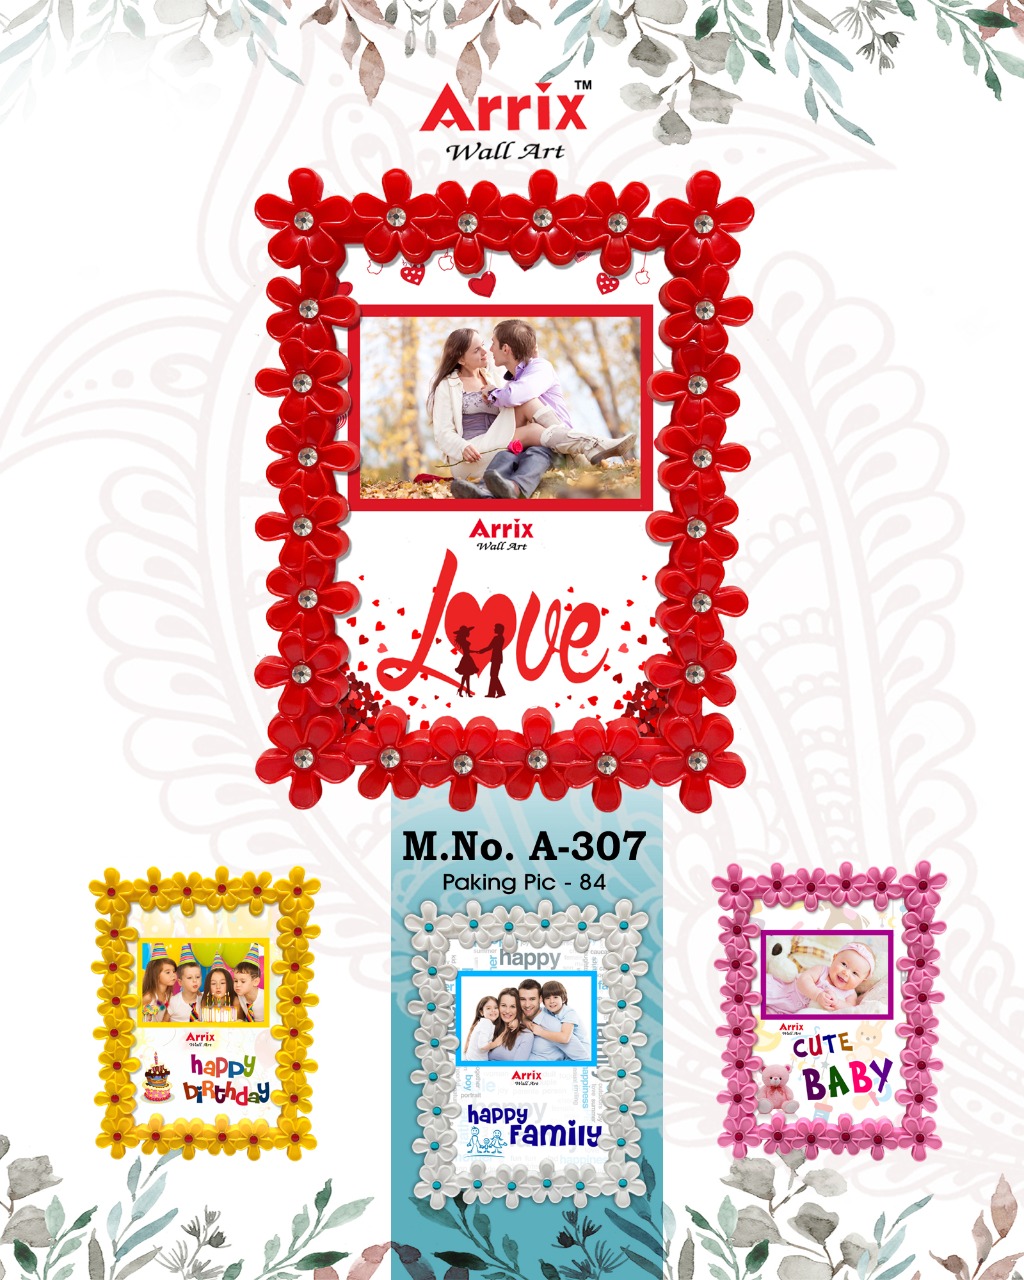 Arrix™
Wall Art
Arrix
Wall Art
Love
M.No. A-307
Paking Pic - 84
Arrix
Wall Art
happy
birthday
happy
Arrix
Wall Art
happy
Family
Arrix
Wall Art
CUTE
BABY